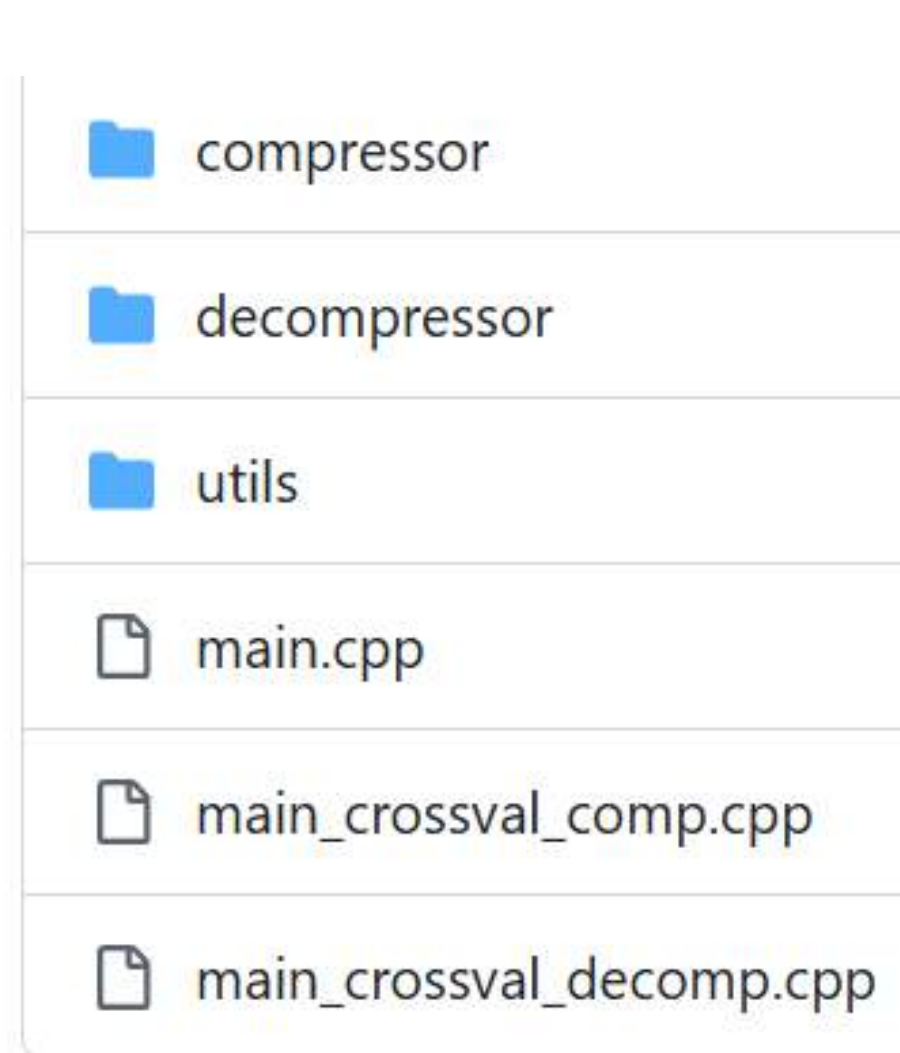 compressor
decompressor
utils
main.cpp
main_crossval_comp.cpp
main_crossval_decomp.cpp